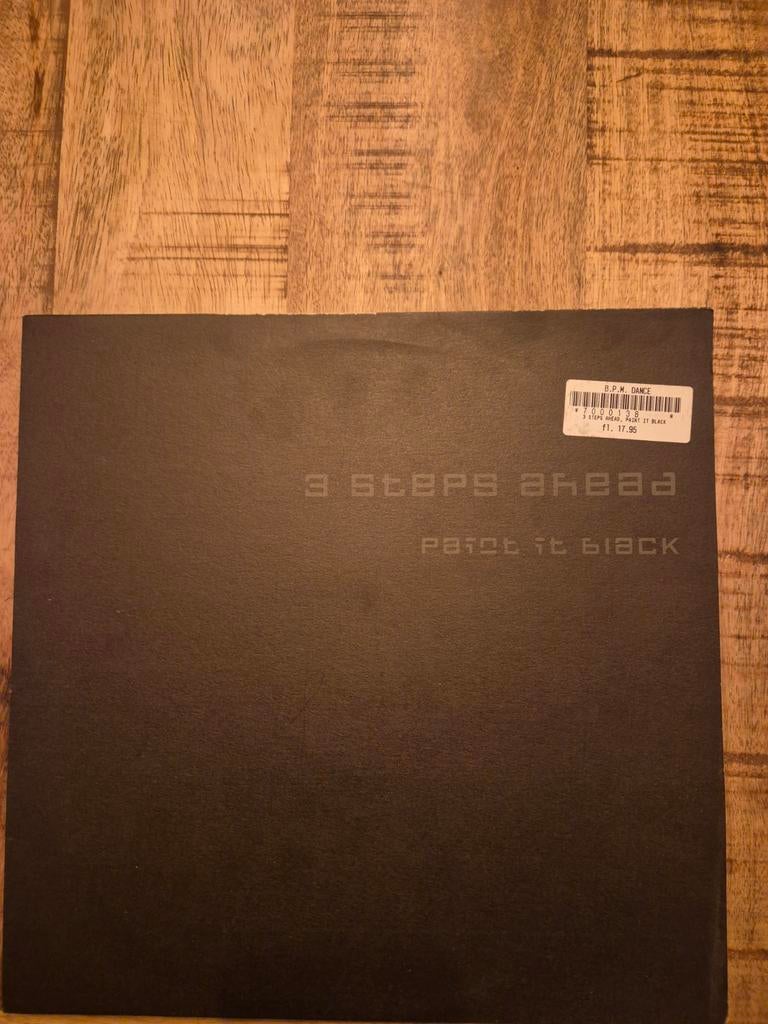 B.P.M. DANCE
* 7000138 *
3 STEPS AHEAD, PAINT IT BLACK
fl. 17.95
3 steps ahead
Paint it black